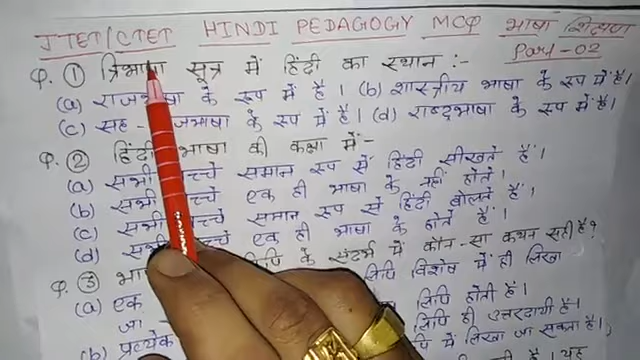 JTET/CTET HINDI PEDAGOGY MCQ भाषा शिक्षण
Part-02
Q. ① त्रिभाषा सूत्र में हिंदी का स्थान :-
(a) राजभाषा के रूप में है । (b) शास्त्रीय भाषा के रूप में है ।
(c) सह - राजभाषा के रूप में है । (d) राष्ट्रभाषा के रूप में है ।
Q. ② हिंदी भाषा की कक्षा में -
(a) सभी बच्चे समान रूप से हिंदी सीखते हैं ।
(b) सभी बच्चे एक ही भाषा के नहीं होते ।
(c) सभी बच्चे समान रूप से हिंदी बोलते हैं ।
(d) सभी बच्चे एक ही भाषा के होते हैं ।
Q. ③ लिपि के संदर्भ में कौन-सा कथन सही है ?
(a) एक लिपि विशेष में ही लिखा
जा - लिपि होती है ।
(b) प्रत्येक लिपि ही उत्तरदायी है ।
लिपि में लिखा जा सकता है ।